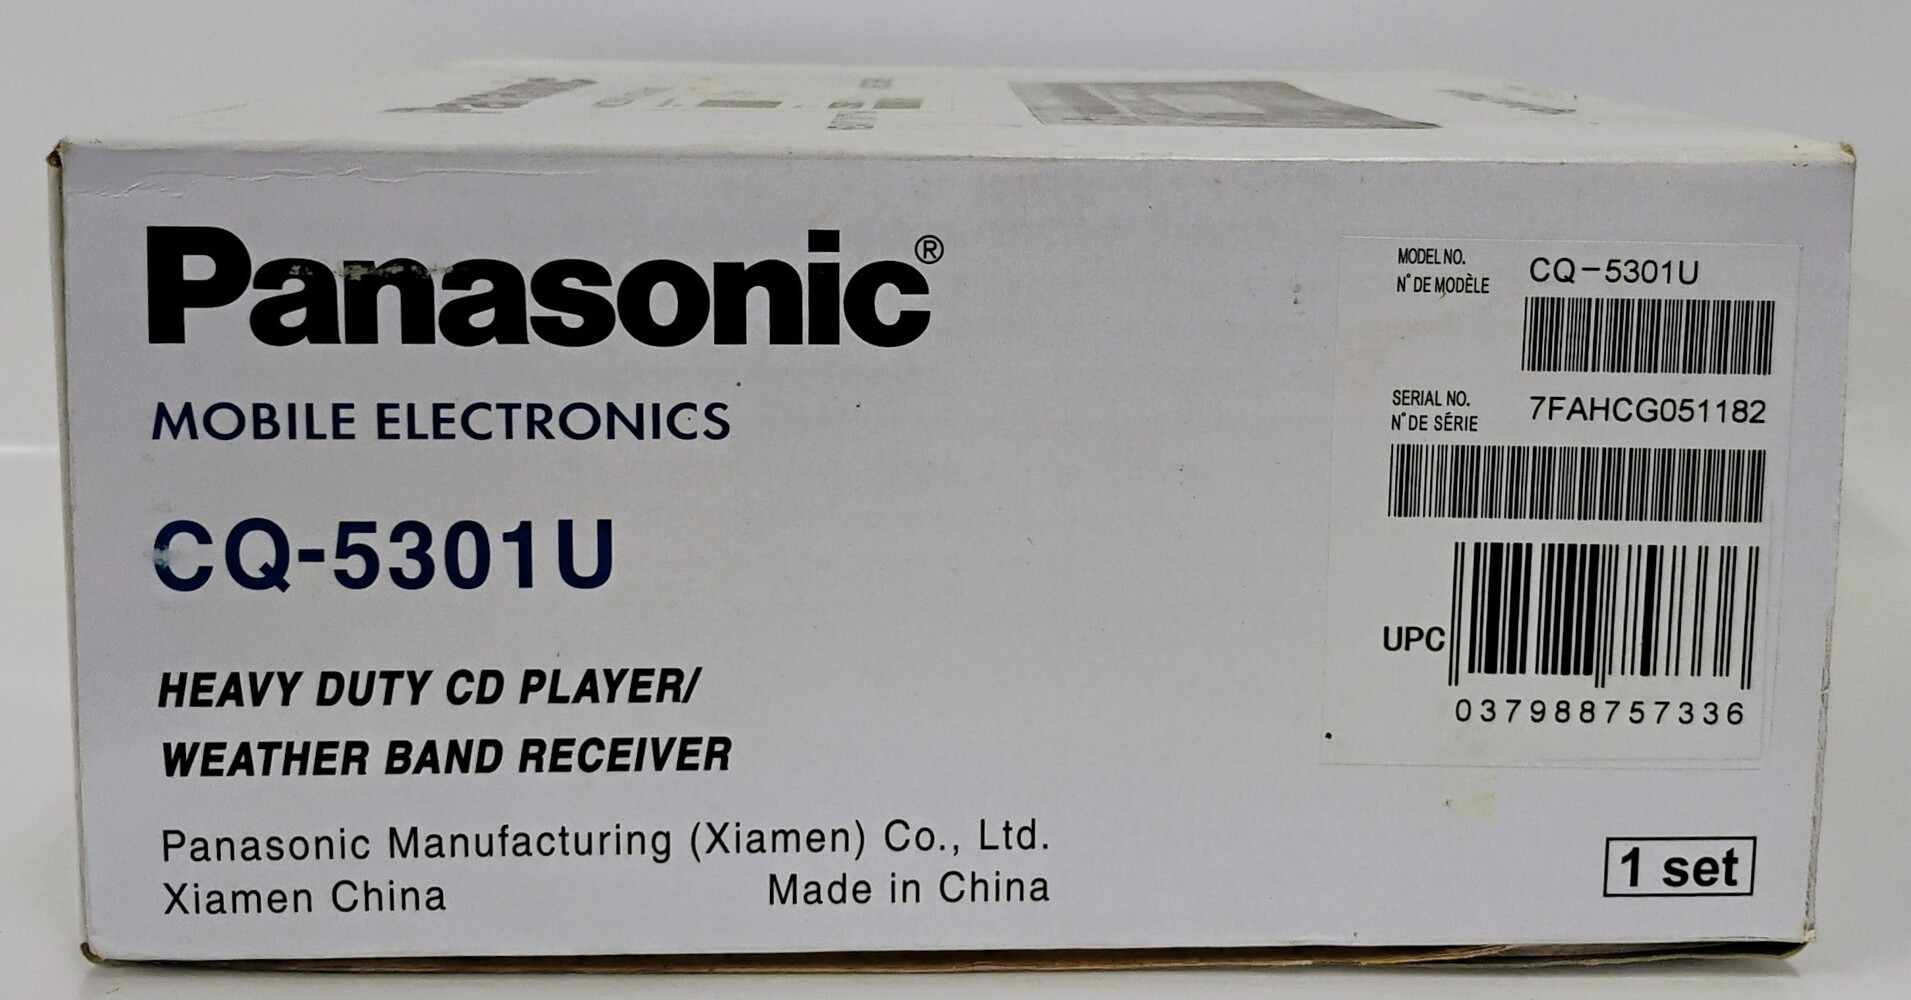 Panasonic®
MOBILE ELECTRONICS
CQ-5301U
HEAVY DUTY CD PLAYER/
WEATHER BAND RECEIVER
Panasonic Manufacturing (Xiamen) Co., Ltd.
Xiamen China Made in China
MODEL NO.
N° DE MODÈLE
CQ-5301U
SERIAL NO.
N° DE SÉRIE
7FAHCG051182
UPC
037988757336
1 set